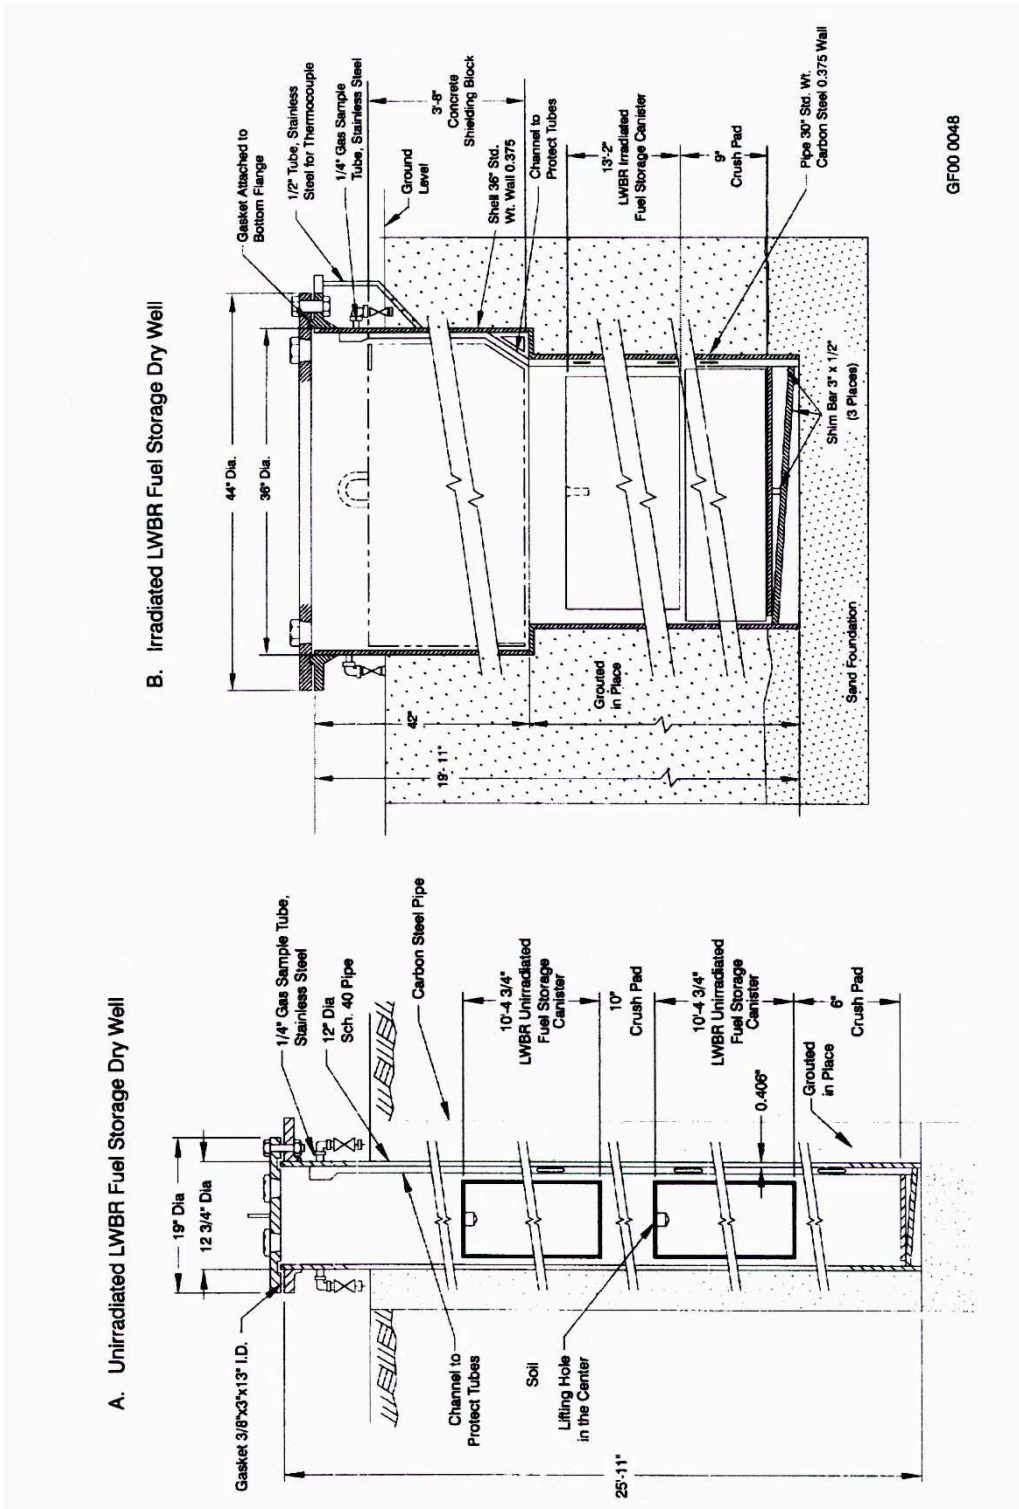 A. Unirradiated LWBR Fuel Storage Dry Well
19" Dia
12 3/4" Dia
Gasket 3/8"x3"x13" I.D.
1/4" Gas Sample Tube,
Stainless Steel
12" Dia
Sch. 40 Pipe
Carbon Steel Pipe
Channel to
Protect Tubes
Soil
Lifting Hole
in the Center
10'-4 3/4"
LWBR Unirradiated
Fuel Storage
Canister
10"
Crush Pad
10'-4 3/4"
LWBR Unirradiated
Fuel Storage
Canister
0.406"
6"
Crush Pad
Grouted
in Place
25'-11"
B. Irradiated LWBR Fuel Storage Dry Well
44" Dia.
36" Dia.
Gasket Attached to
Bottom Flange
1/2" Tube, Stainless
Steel for Thermocouple
1/4" Gas Sample
Tube, Stainless Steel
Ground
Level
3'-8"
Concrete
Shielding Block
Shell 36" Std.
Wt. Wall 0.375
Channel to
Protect Tubes
42"
19'- 11"
Grouted
in Place
13'-2"
LWBR Irradiated
Fuel Storage Canister
9"
Crush Pad
Pipe 30" Std. Wt.
Carbon Steel 0.375 Wall
Shim Bar 3" x 1/2"
(3 Places)
Sand Foundation
GF00 0048